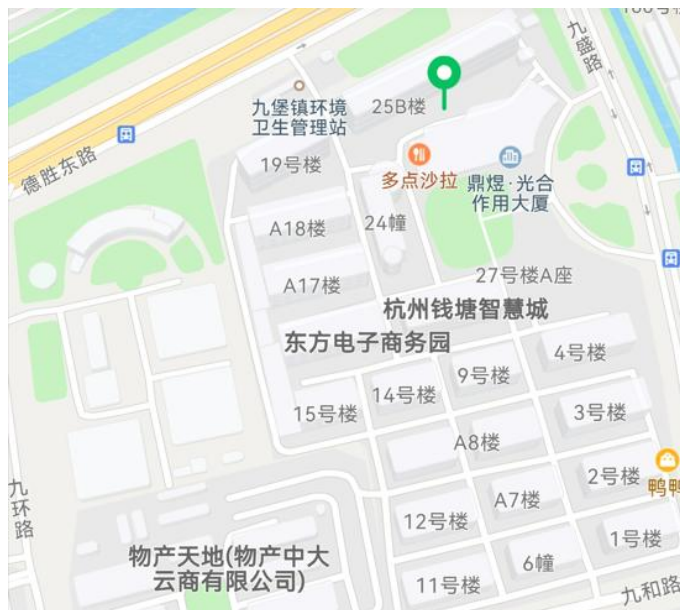 九盛路
九堡镇环境
卫生管理站
25B楼
德胜东路
19号楼
多点沙拉
鼎煜·光合
作用大厦
A18楼
24幢
A17楼
27号楼A座
杭州钱塘智慧城
东方电子商务园
4号楼
9号楼
14号楼
15号楼
3号楼
A8楼
2号楼
鸭鸭
九环路
A7楼
12号楼
1号楼
物产天地(物产中大
云商有限公司)
6幢
11号楼
九和路